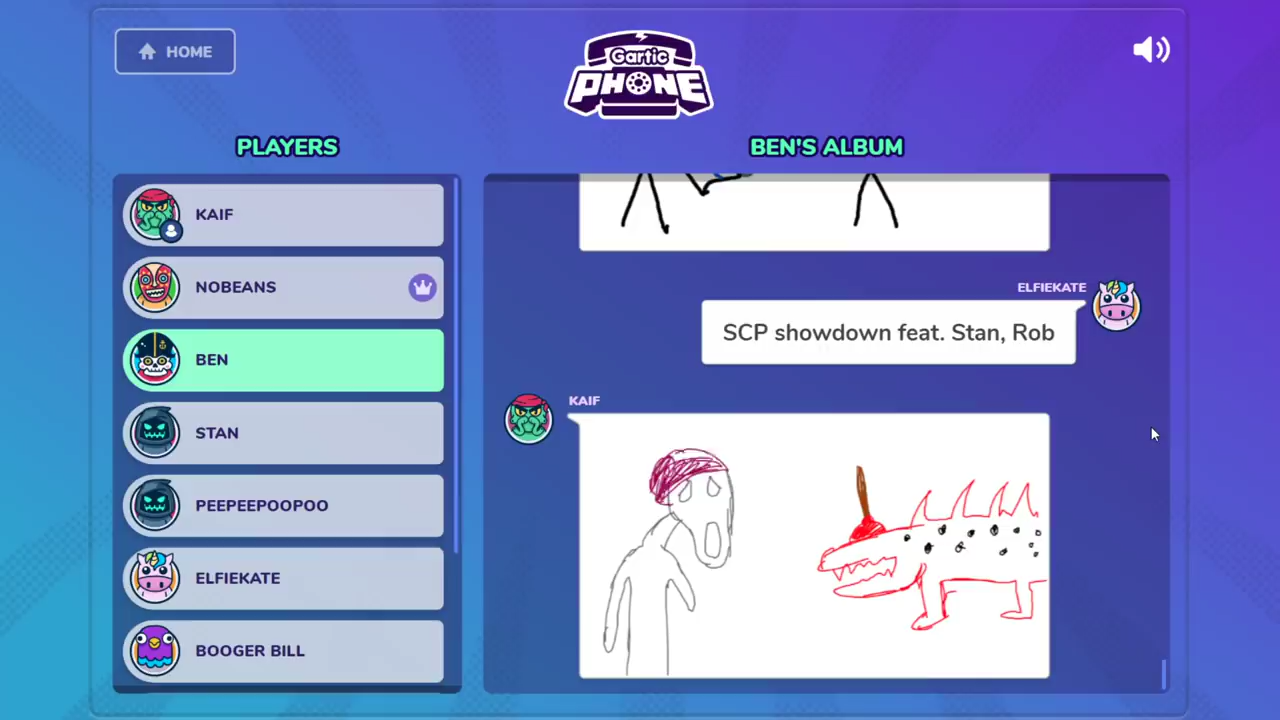 HOME
Gartic
PHONE
PLAYERS
BEN'S ALBUM
KAIF
NOBEANS
BEN
STAN
PEEPEEPOOPOO
ELFIEKATE
BOOGER BILL
ELFIEKATE
SCP showdown feat. Stan, Rob
KAIF